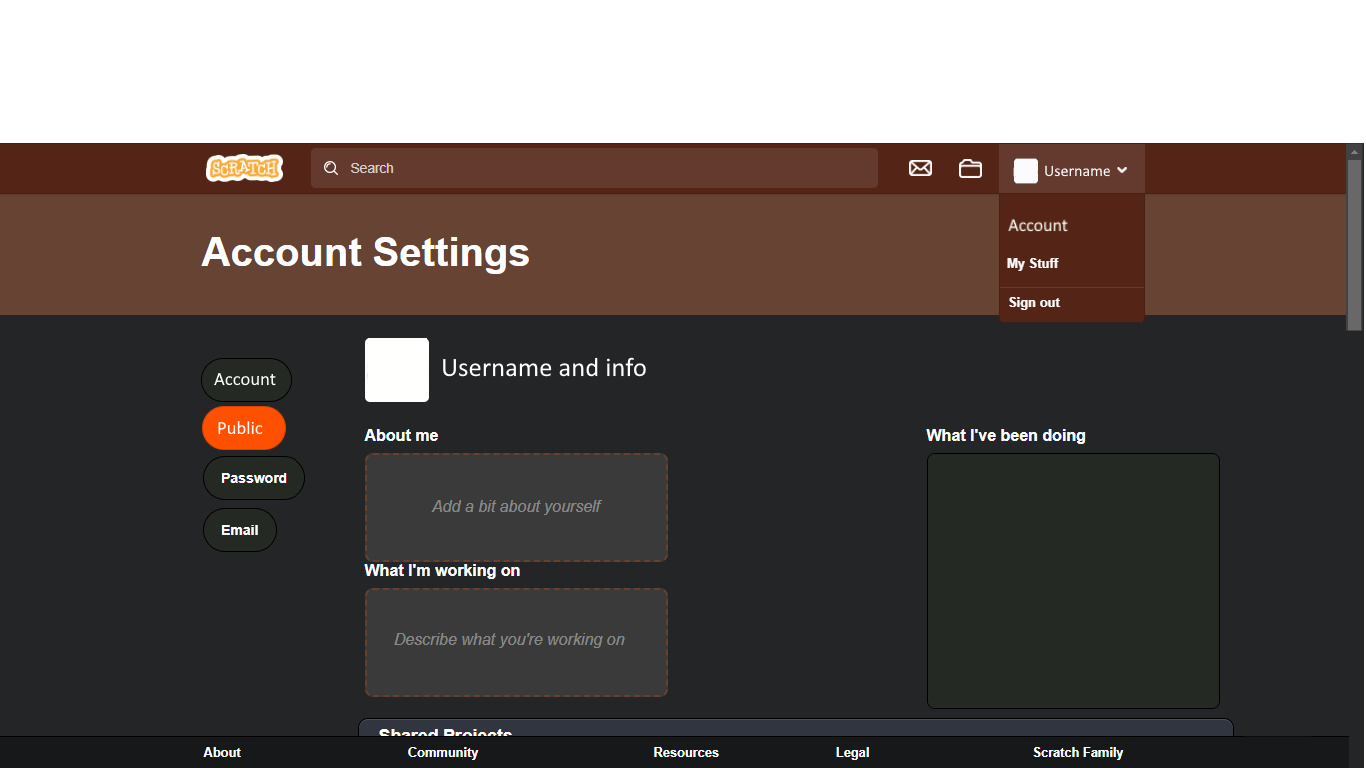 SCRATCH Search Username
Account
My Stuff
Sign out
Account Settings
Account
Public
Password
Email
Username and info
About me
Add a bit about yourself
What I'm working on
Describe what you're working on
What I've been doing
Shared Projects
About Community Resources Legal Scratch Family